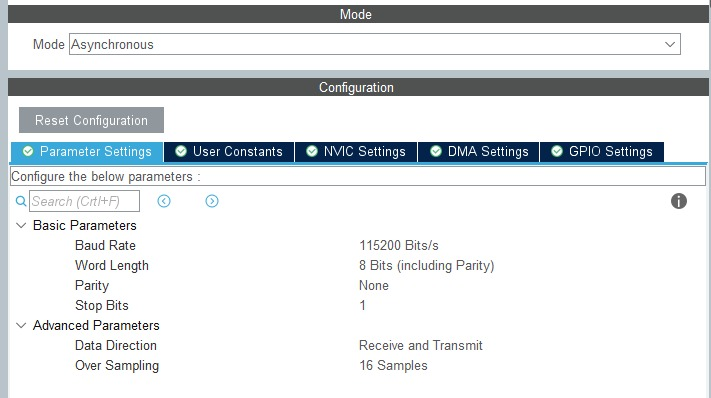 Mode
Mode Asynchronous
Configuration
Reset Configuration
Parameter Settings User Constants NVIC Settings DMA Settings GPIO Settings
Configure the below parameters :
Search (Crtl+F)
Basic Parameters
Baud Rate 115200 Bits/s
Word Length 8 Bits (including Parity)
Parity None
Stop Bits 1
Advanced Parameters
Data Direction Receive and Transmit
Over Sampling 16 Samples